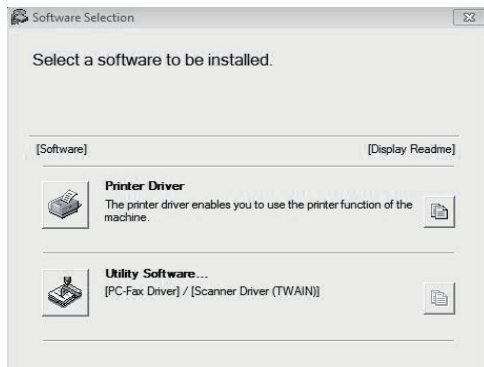 Software Selection
Select a software to be installed.
[Software] [Display Readme]
Printer Driver
The printer driver enables you to use the printer function of the
machine.
Utility Software...
[PC-Fax Driver] / [Scanner Driver (TWAIN)]